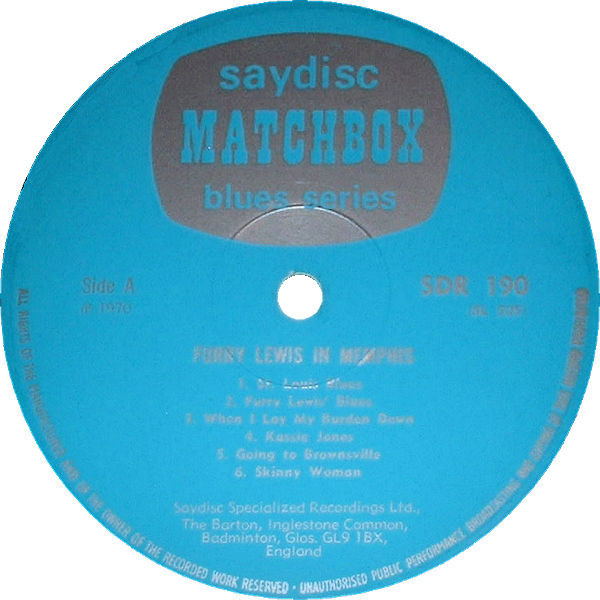 saydisc
MATCHBOX
blues series
Side A
SDR 190
℗ 1970
FURRY LEWIS IN MEMPHIS
1. St. Louis Blues
2. Furry Lewis' Blues
3. When I Lay My Burden Down
4. Kassie Jones
5. Going to Brownsville
6. Skinny Woman
Saydisc Specialized Recordings Ltd.,
The Barton, Inglestone Common,
Badminton, Glos. GL9 1BX,
England
ALL RIGHTS OF THE MANUFACTURER AND OF THE OWNER OF THE RECORDED WORK RESERVED · UNAUTHORISED PUBLIC PERFORMANCE BROADCASTING AND COPYING OF THIS RECORD PROHIBITED